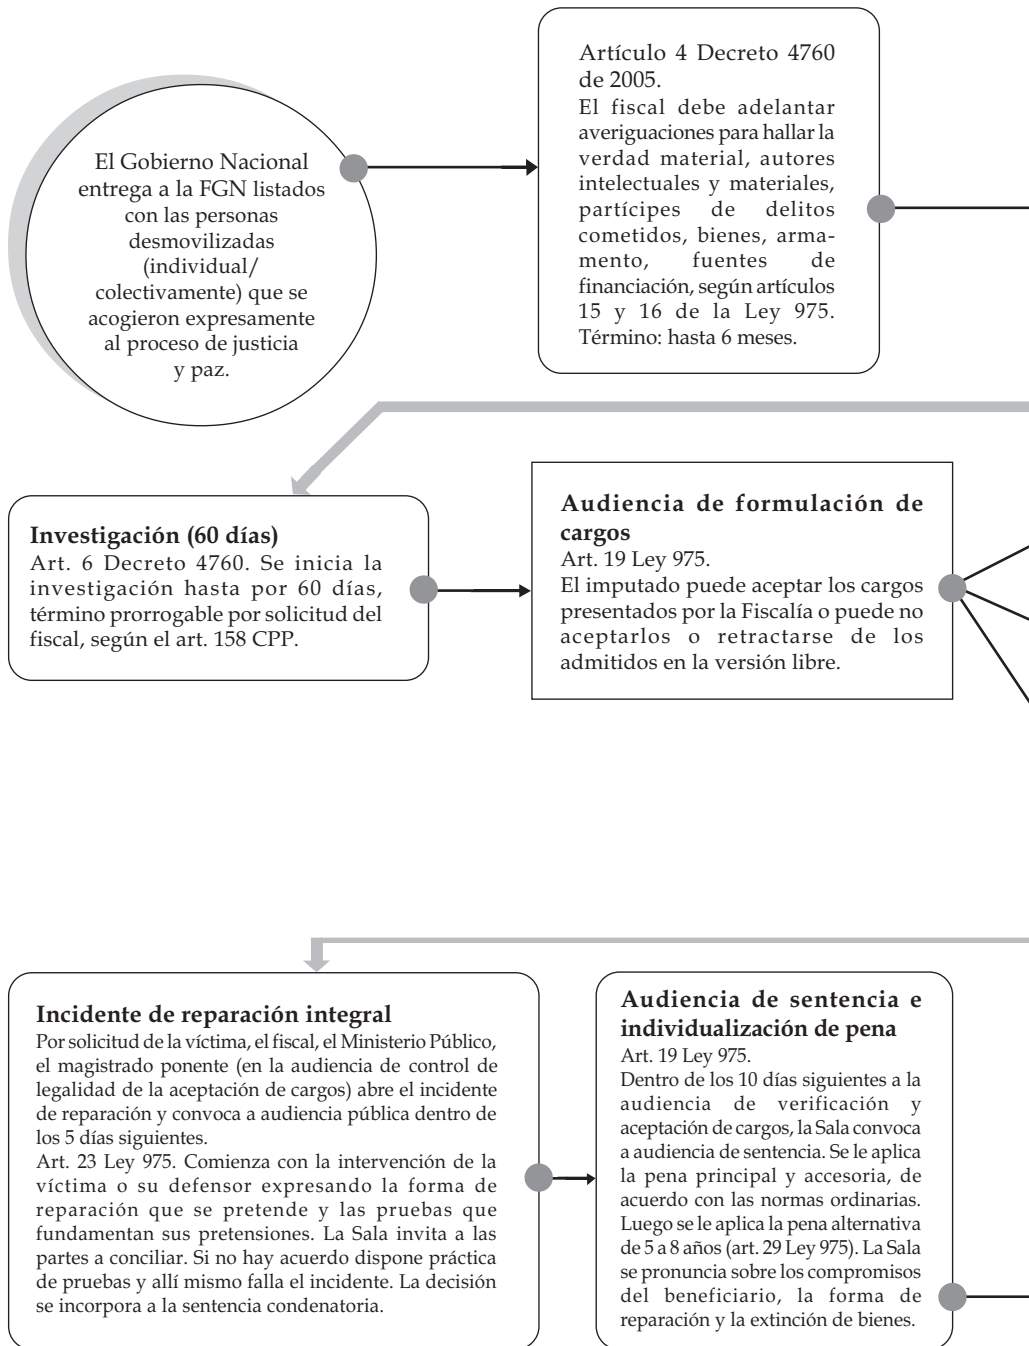 El Gobierno Nacional
entrega a la FGN listados
con las personas
desmovilizadas
(individual/
colectivamente) que se
acogieron expresamente
al proceso de justicia
y paz.
Artículo 4 Decreto 4760
de 2005.
El fiscal debe adelantar
averiguaciones para hallar la
verdad material, autores
intelectuales y materiales,
partícipes de delitos
cometidos, bienes, arma-
mento, fuentes de
financiación, según artículos
15 y 16 de la Ley 975.
Término: hasta 6 meses.
Investigación (60 días)
Art. 6 Decreto 4760. Se inicia la
investigación hasta por 60 días,
término prorrogable por solicitud del
fiscal, según el art. 158 CPP.
Audiencia de formulación de
cargos
Art. 19 Ley 975.
El imputado puede aceptar los cargos
presentados por la Fiscalía o puede no
aceptarlos o retractarse de los
admitidos en la versión libre.
Incidente de reparación integral
Por solicitud de la víctima, el fiscal, el Ministerio Público,
el magistrado ponente (en la audiencia de control de
legalidad de la aceptación de cargos) abre el incidente
de reparación y convoca a audiencia pública dentro de
los 5 días siguientes.
Art. 23 Ley 975. Comienza con la intervención de la
víctima o su defensor expresando la forma de
reparación que se pretende y las pruebas que
fundamentan sus pretensiones. La Sala invita a las
partes a conciliar. Si no hay acuerdo dispone práctica
de pruebas y allí mismo falla el incidente. La decisión
se incorpora a la sentencia condenatoria.
Audiencia de sentencia e
individualización de pena
Art. 19 Ley 975.
Dentro de los 10 días siguientes a la
audiencia de verificación y
aceptación de cargos, la Sala convoca
a audiencia de sentencia. Se le aplica
la pena principal y accesoria, de
acuerdo con las normas ordinarias.
Luego se le aplica la pena alternativa
de 5 a 8 años (art. 29 Ley 975). La Sala
se pronuncia sobre los compromisos
del beneficiario, la forma de
reparación y la extinción de bienes.